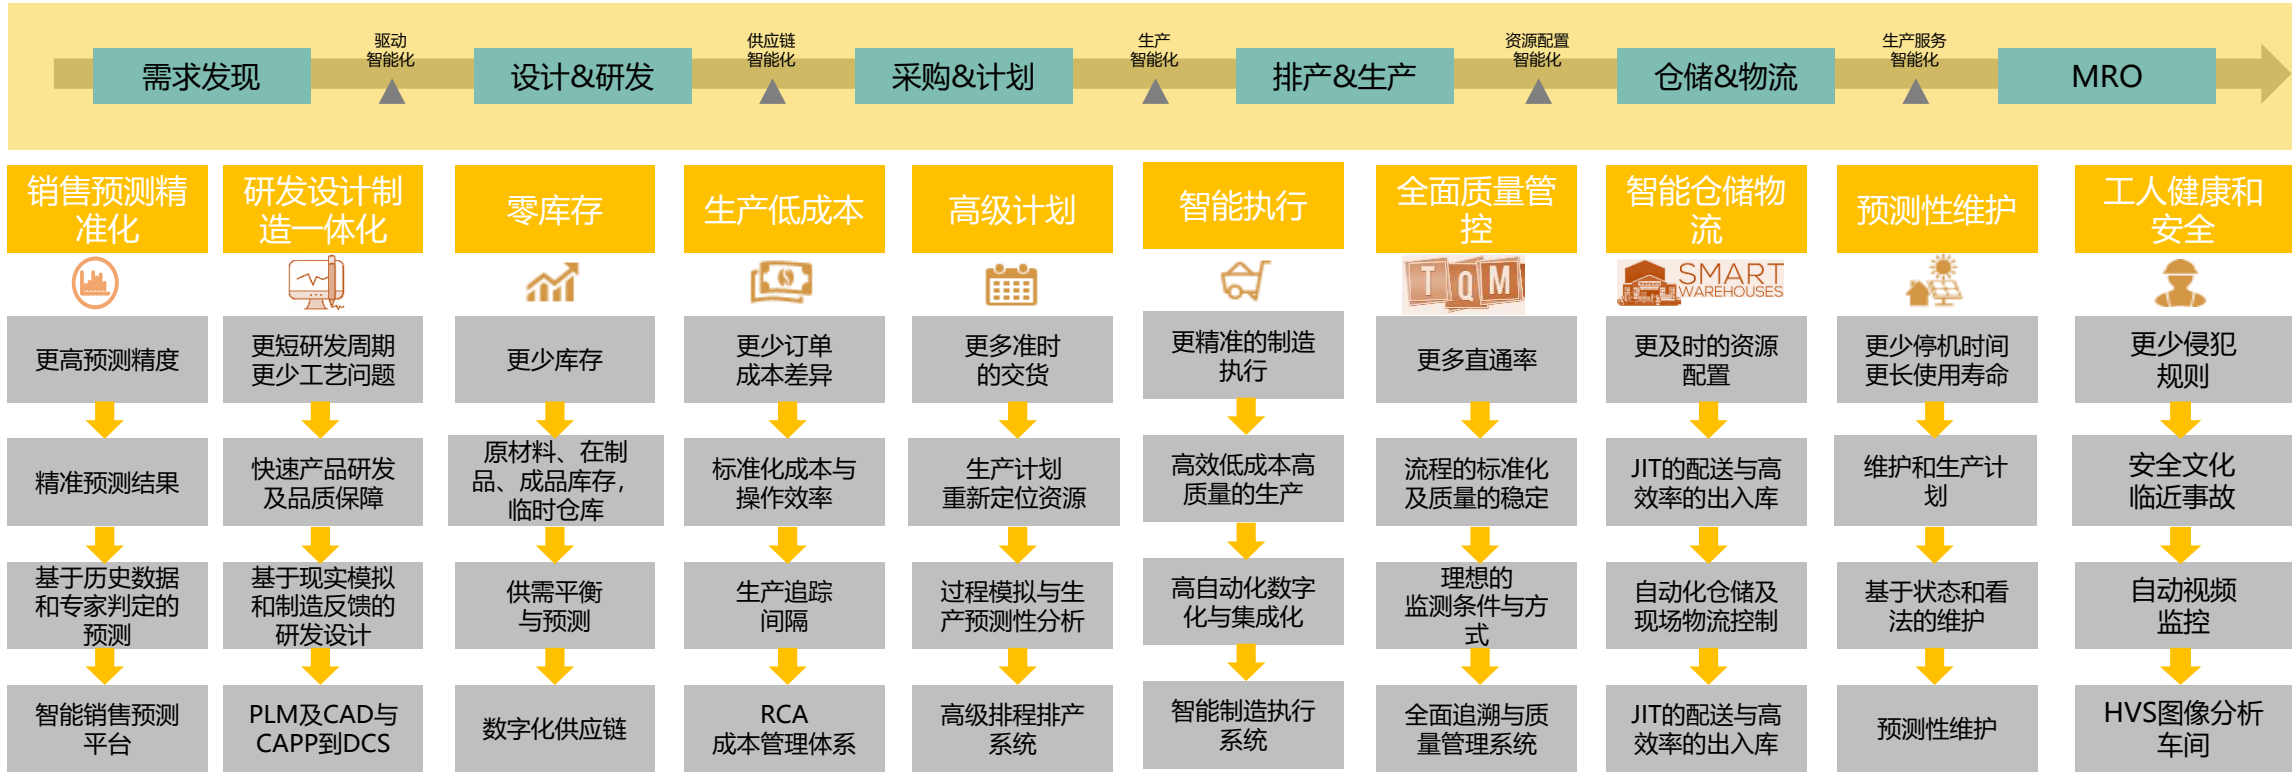 驱动
智能化
供应链
智能化
生产
智能化
资源配置
智能化
生产服务
智能化
需求发现
设计&研发
采购&计划
排产&生产
仓储&物流
MRO
销售预测精
准化
研发设计制
造一体化
零库存
生产低成本
高级计划
智能执行
全面质量管
控
智能仓储物
流
预测性维护
工人健康和
安全
TQM
SMART
WAREHOUSES
更高预测精度
更短研发周期
更少工艺问题
更少库存
更少订单
成本差异
更多准时
的交货
更精准的制造
执行
更多直通率
更及时的资源
配置
更少停机时间
更长使用寿命
更少侵犯
规则
精准预测结果
快速产品研发
及品质保障
原材料、在制
品、成品库存，
临时仓库
标准化成本与
操作效率
生产计划
重新定位资源
高效低成本高
质量的生产
流程的标准化
及质量的稳定
JIT的配送与高
效率的出入库
维护和生产计
划
安全文化
临近事故
基于历史数据
和专家判定的
预测
基于现实模拟
和制造反馈的
研发设计
供需平衡
与预测
生产追踪
间隔
过程模拟与生
产预测性分析
高自动化数字
化与集成化
理想的
监测条件与方
式
自动化仓储及
现场物流控制
基于状态和看
法的维护
自动视频
监控
智能销售预测
平台
PLM及CAD与
CAPP到DCS
数字化供应链
RCA
成本管理体系
高级排程排产
系统
智能制造执行
系统
全面追溯与质
量管理系统
JIT的配送与高
效率的出入库
预测性维护
HVS图像分析
车间